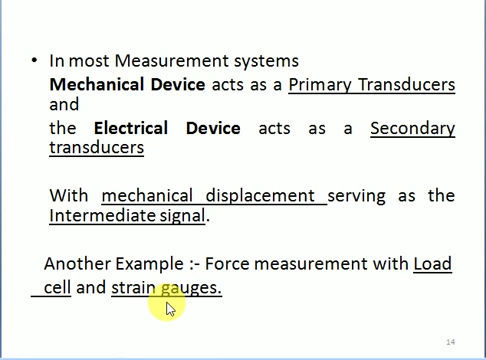 • In most Measurement systems
Mechanical Device acts as a Primary Transducers
and
the Electrical Device acts as a Secondary
transducers
With mechanical displacement serving as the
Intermediate signal.
Another Example :- Force measurement with Load
cell and strain gauges.
14